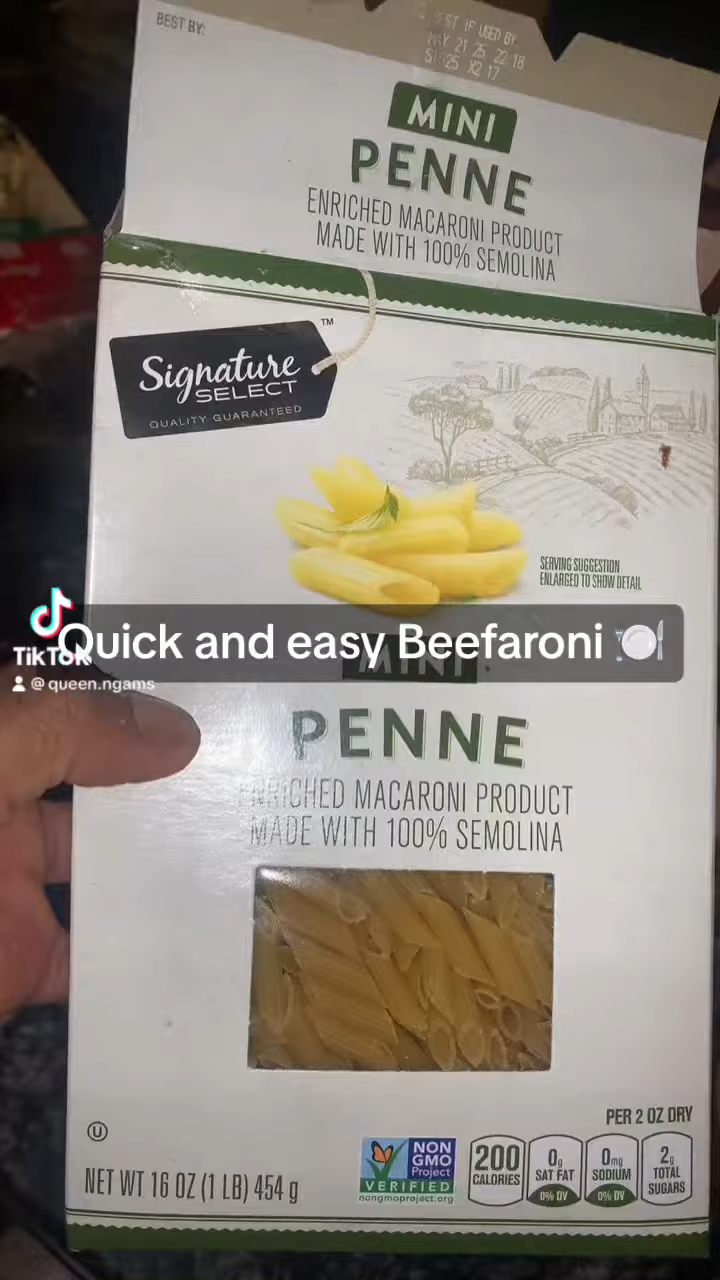 BEST BY:
BEST IF USED BY:
MAY 21 25 22 18
25 X2 17
MINI
PENNE
ENRICHED MACARONI PRODUCT
MADE WITH 100% SEMOLINA
Signature
SELECT
™
QUALITY GUARANTEED
SERVING SUGGESTION
ENLARGED TO SHOW DETAIL
TikTok
Quick and easy Beefaroni 🍽️
@queen.ngams
MINI
PENNE
ENRICHED MACARONI PRODUCT
MADE WITH 100% SEMOLINA
PER 2 OZ DRY
U
NET WT 16 OZ (1 LB) 454 g
NON
GMO
Project
VERIFIED
nongmoproject.org
200
CALORIES
0g
SAT FAT
0% DV
0mg
SODIUM
0% DV
2g
TOTAL
SUGARS